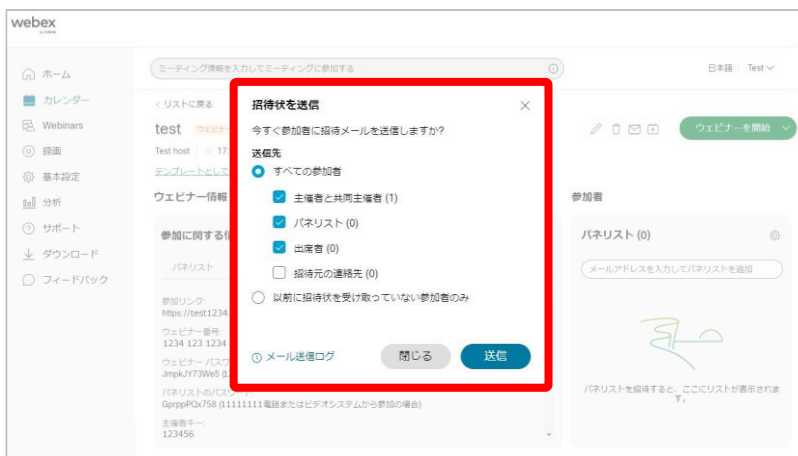 webex
ミーティング情報を入力してミーティングに参加する
日本語
Test
ホーム
カレンダー
Webinars
録画
基本設定
分析
サポート
ダウンロード
フィードバック
リストに戻る
test
ウェビナーを開始
Test host
17:
テンプレートとして
ウェビナー情報
参加に関する情
パネリスト
参加リンク:
https://test1234
ウェビナー番号:
1234 123 1234
ウェビナー パスワ
JmpkJY73We5 (1
パネリストのパスワード:
GprppPQx758 (11111111電話またはビデオシステムから参加の場合)
主催者キー:
123456
招待状を送信
今すぐ参加者に招待メールを送信しますか?
送信先
すべての参加者
主催者と共同主催者 (1)
パネリスト (0)
出席者 (0)
招待元の連絡先 (0)
以前に招待状を受け取っていない参加者のみ
メール送信ログ
閉じる
送信
参加者
パネリスト (0)
メールアドレスを入力してパネリストを追加
パネリストを招待すると、ここにリストが表示されま
す。